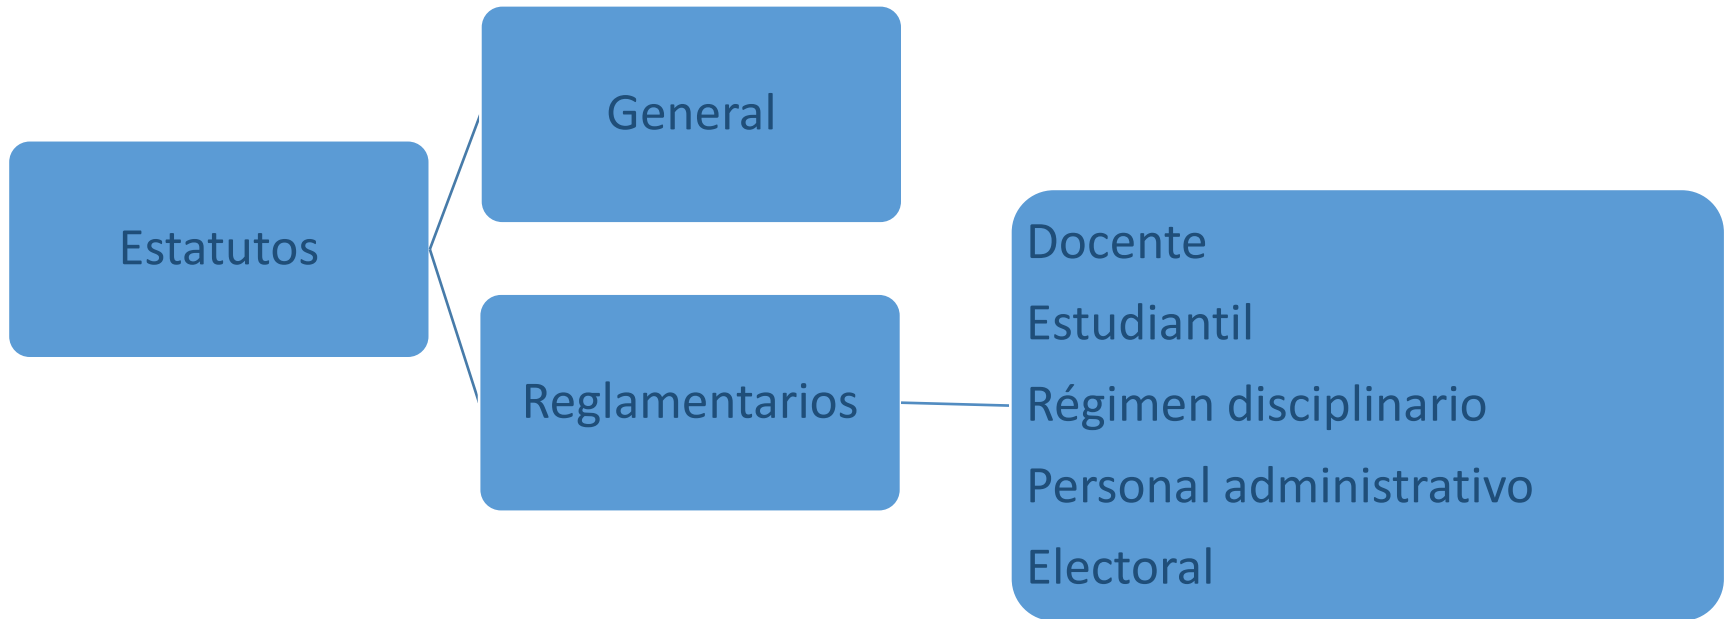 Estatutos
General
Reglamentarios
Docente
Estudiantil
Régimen disciplinario
Personal administrativo
Electoral